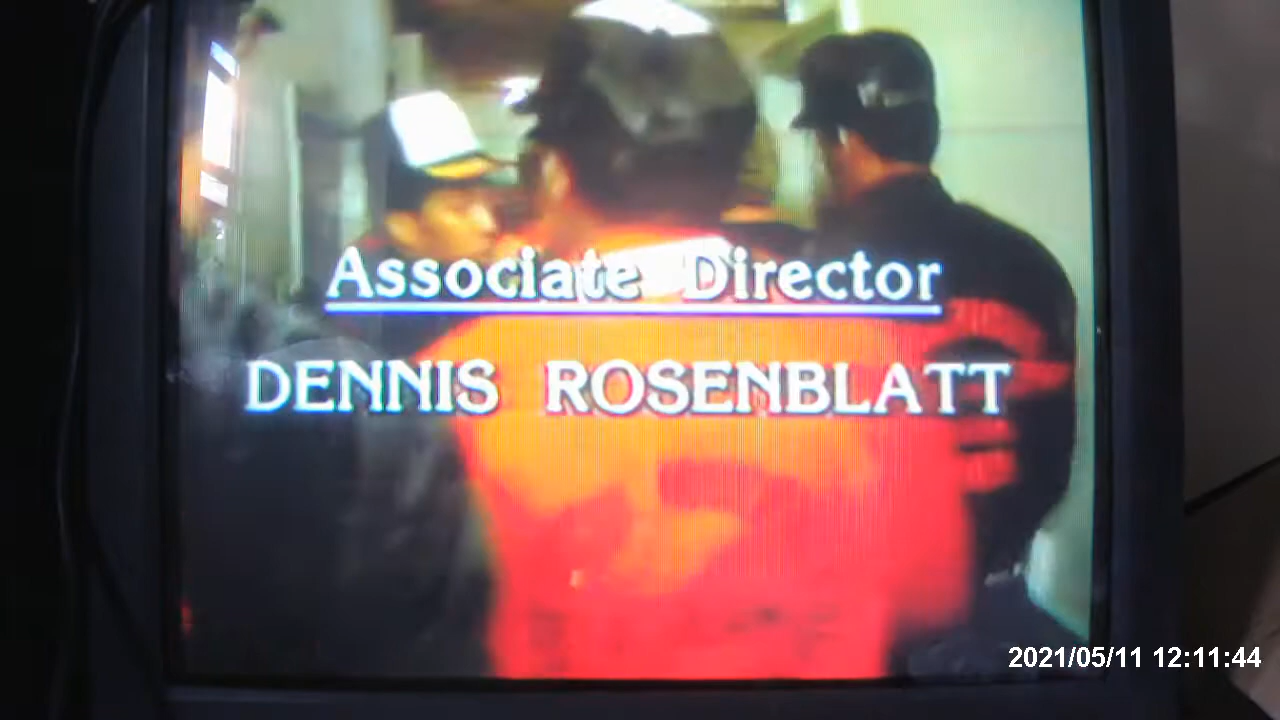 Associate Director
DENNIS ROSENBLATT
2021/05/11 12:11:44